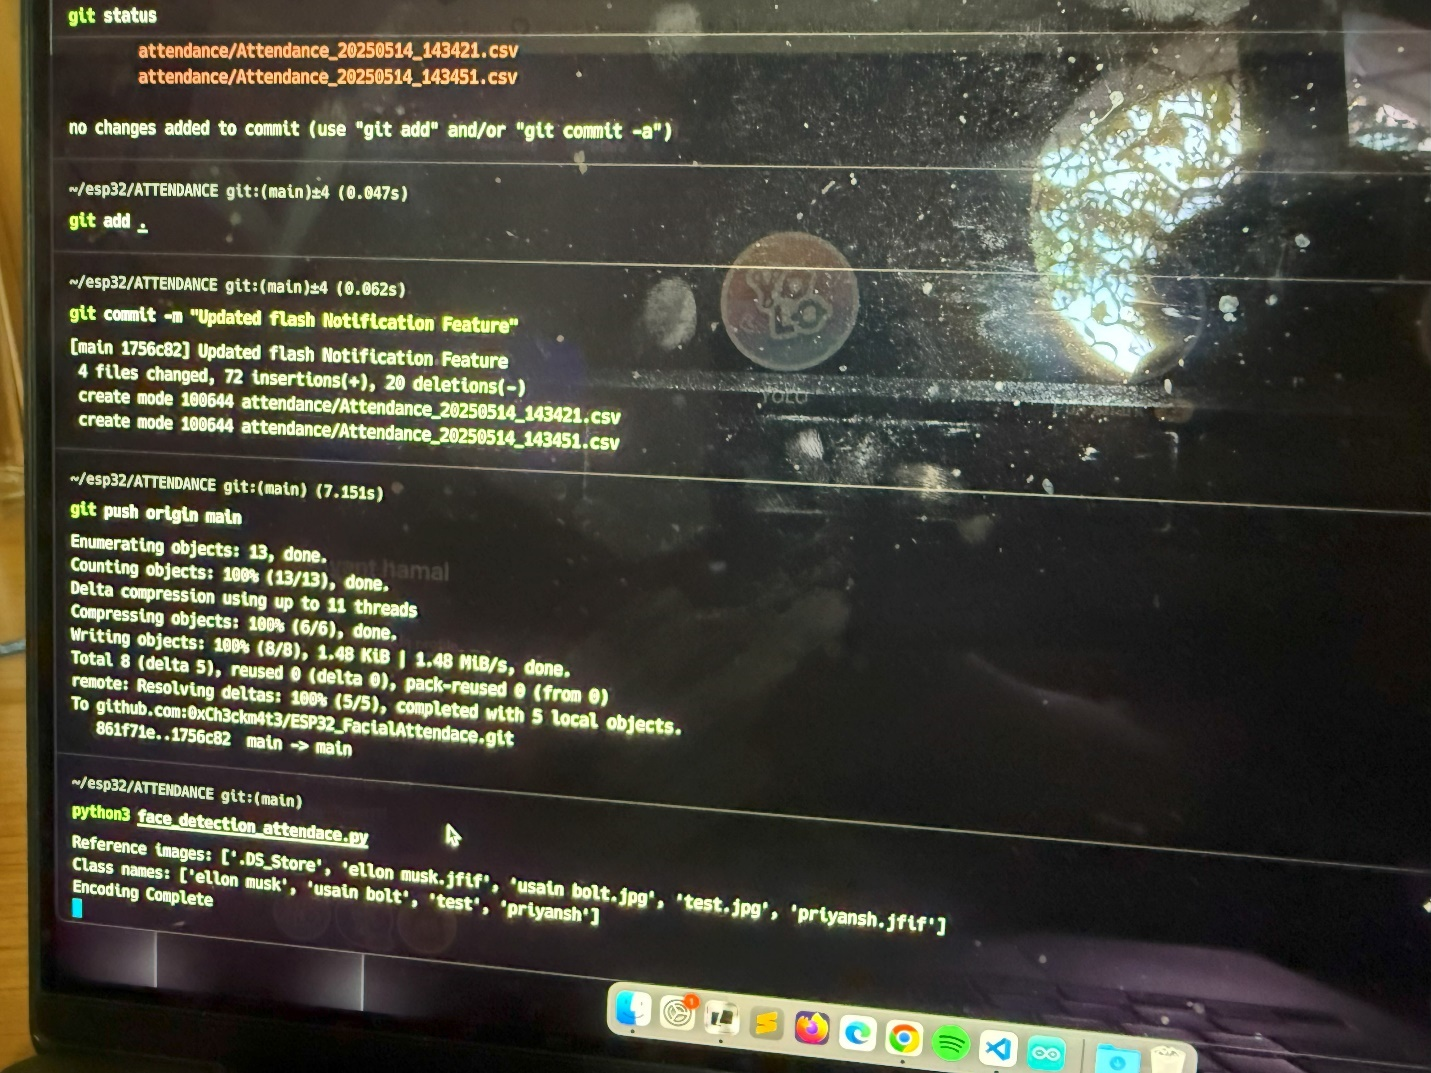 git status
attendance/Attendance_20250514_143421.csv
attendance/Attendance_20250514_143451.csv
no changes added to commit (use "git add" and/or "git commit -a")
~/esp32/ATTENDANCE git:(main)±4 (0.047s)
git add .
~/esp32/ATTENDANCE git:(main)±4 (0.062s)
git commit -m "Updated flash Notification Feature"
[main 1756c82] Updated flash Notification Feature
4 files changed, 72 insertions(+), 20 deletions(-)
create mode 100644 attendance/Attendance_20250514_143421.csv
create mode 100644 attendance/Attendance_20250514_143451.csv
~/esp32/ATTENDANCE git:(main) (7.151s)
git push origin main
Enumerating objects: 13, done.
Counting objects: 100% (13/13), done.
Delta compression using up to 11 threads
Compressing objects: 100% (6/6), done.
Writing objects: 100% (8/8), 1.48 KiB | 1.48 MiB/s, done.
Total 8 (delta 5), reused 0 (delta 0), pack-reused 0 (from 0)
remote: Resolving deltas: 100% (5/5), completed with 5 local objects.
To github.com:0xCh3ckm4t3/ESP32_FacialAttendace.git
861f71e..1756c82 main -> main
~/esp32/ATTENDANCE git:(main)
python3 face_detection_attendace.py
Reference images: ['.DS_Store', 'ellon musk.jfif', 'usain bolt.jpg', 'test.jpg', 'priyansh.jfif']
Class names: ['ellon musk', 'usain bolt', 'test', 'priyansh']
Encoding Complete
YOLO
YOLO
hamal
1